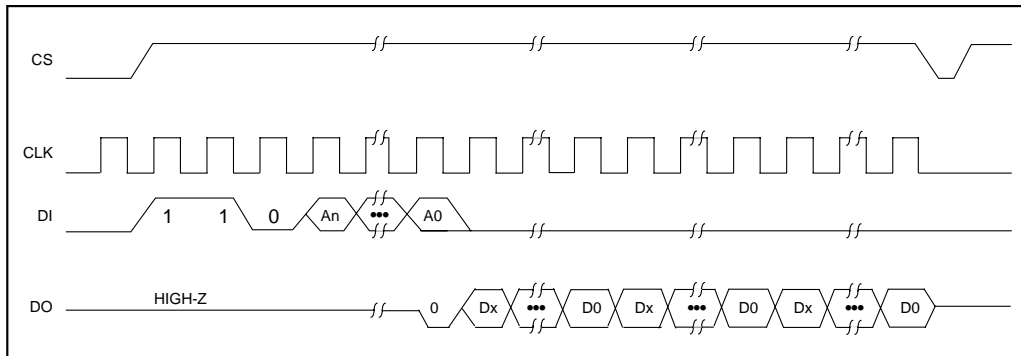 CS
CLK
DI 1 1 0 An ••• A0
DO HIGH-Z 0 Dx ••• D0 Dx ••• D0 Dx ••• D0